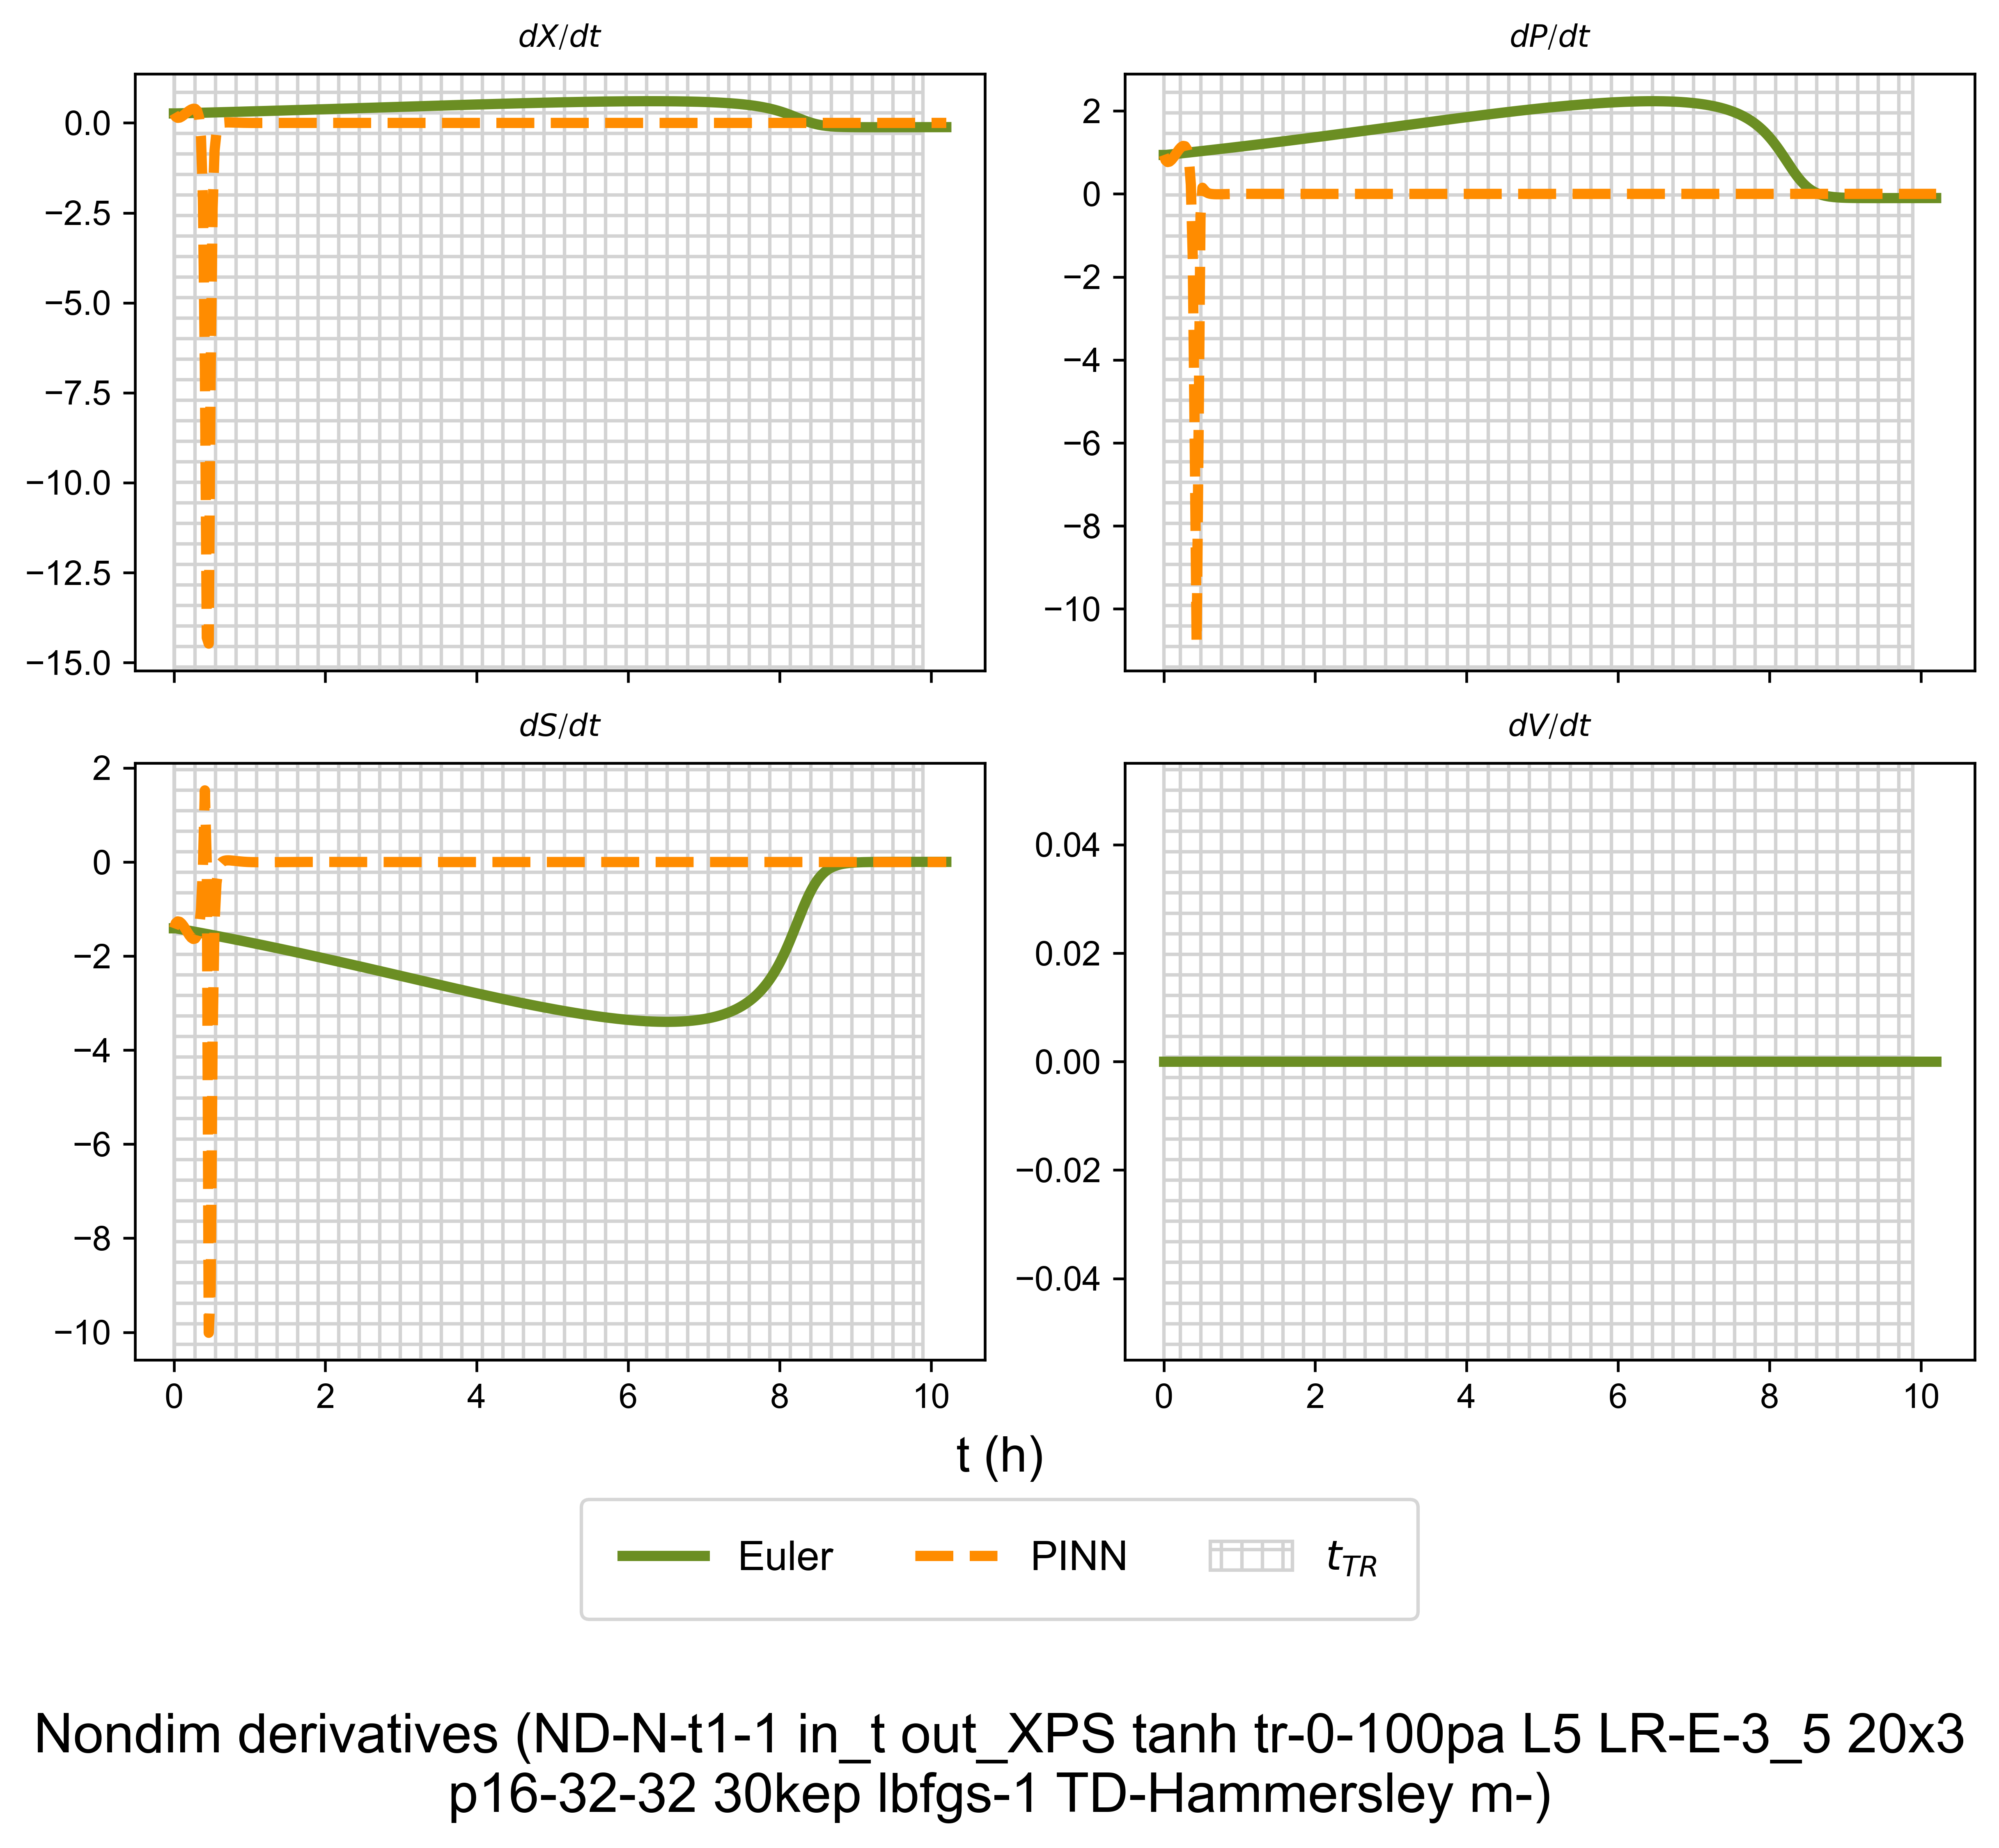 dX/dt
dP/dt
0.0
−2.5
−5.0
−7.5
−10.0
−12.5
−15.0
2
0
−2
−4
−6
−8
−10
dS/dt
dV/dt
2
0
−2
−4
−6
−8
−10
0 2 4 6 8 10
0.04
0.02
0.00
−0.02
−0.04
0 2 4 6 8 10
t (h)
Euler PINN t_{TR}
Nondim derivatives (ND-N-t1-1 in_t out_XPS tanh tr-0-100pa L5 LR-E-3_5 20x3
p16-32-32 30kep lbfgs-1 TD-Hammersley m-)